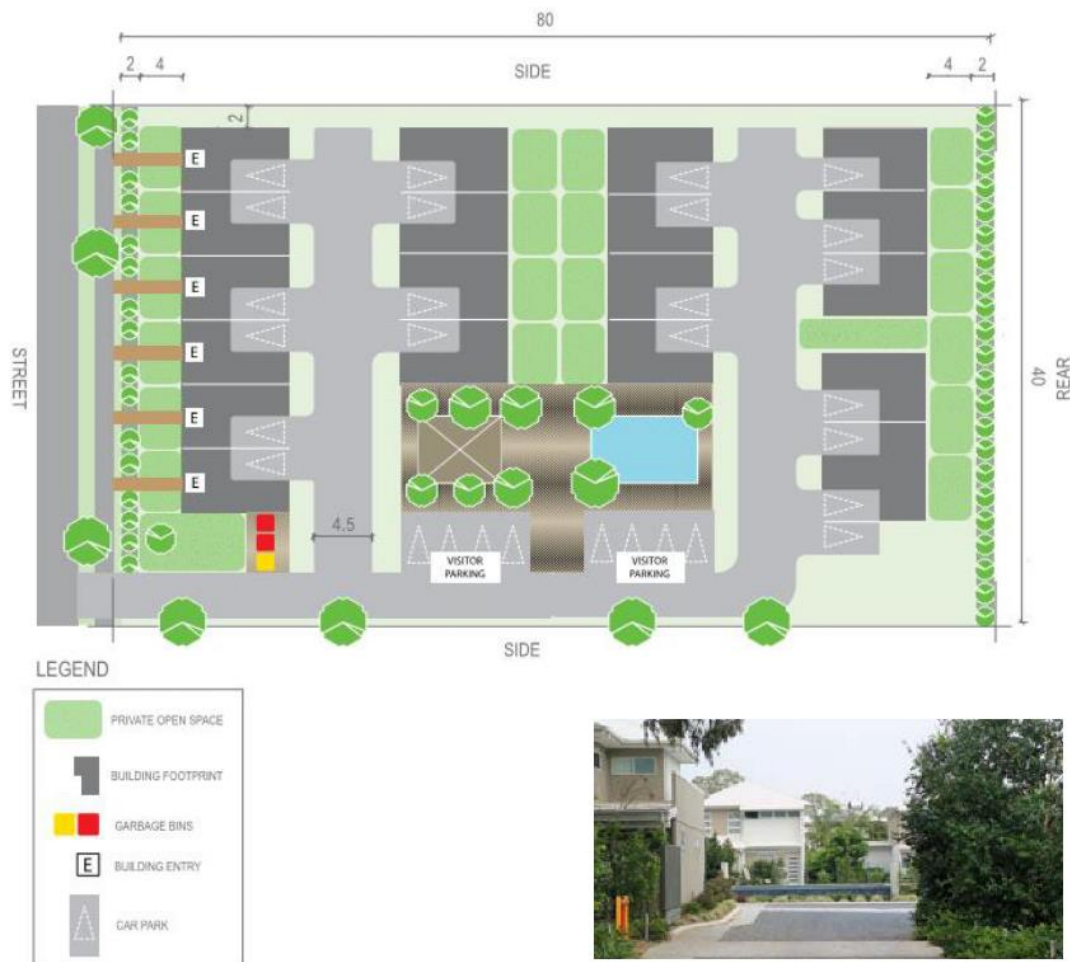 80
2 4
SIDE
4 2
2
E
E
E
E
E
E
STREET
40
REAR
4.5
VISITOR
PARKING
VISITOR
PARKING
SIDE
LEGEND
PRIVATE OPEN SPACE
BUILDING FOOTPRINT
GARBAGE BINS
E BUILDING ENTRY
CAR PARK